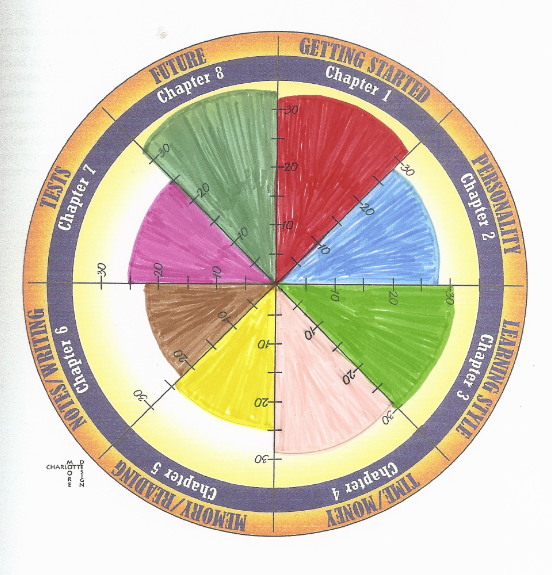 GETTING STARTED
Chapter 1
PERSONALITY
Chapter 2
LEARNING STYLE
Chapter 3
TIME/MONEY
Chapter 4
MEMORY/READING
Chapter 5
NOTES/WRITING
Chapter 6
TESTS
Chapter 7
FUTURE
Chapter 8
10
20
30
10
20
30
10
20
30
10
20
30
10
20
30
10
20
30
10
20
30
10
20
30
CHARLOTTE
MOORE
DESIGN